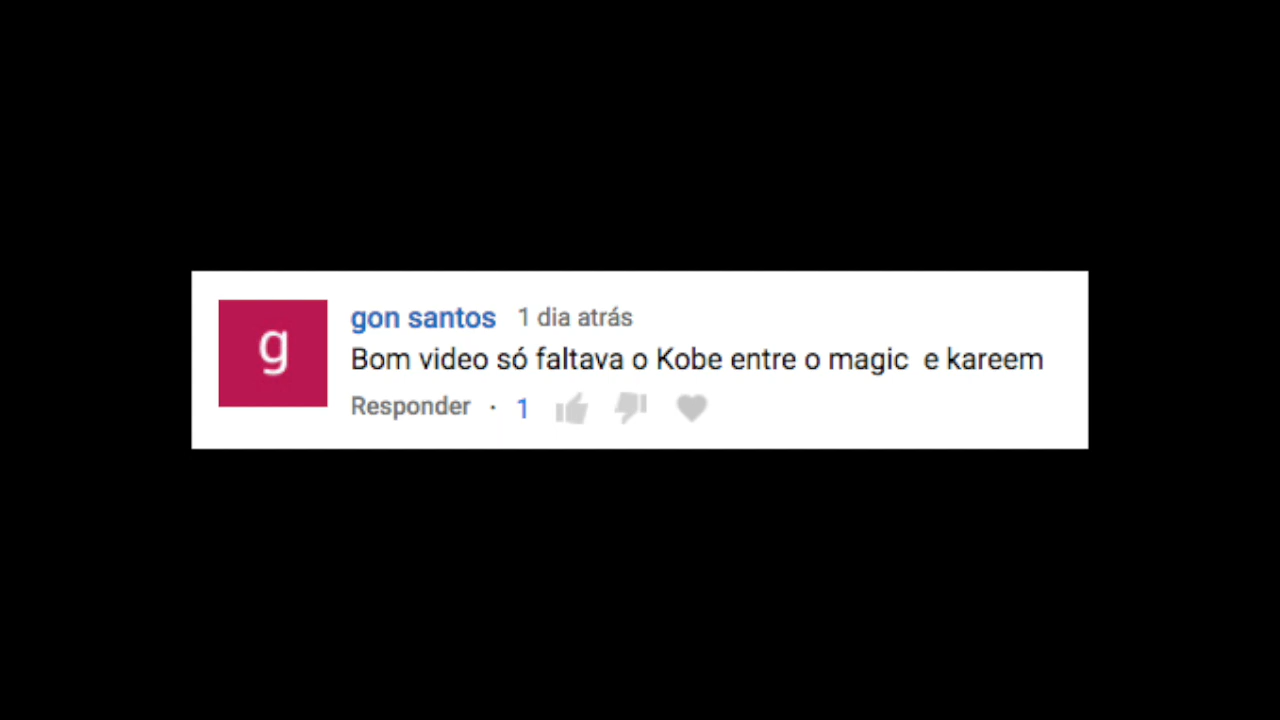 g
gon santos 1 dia atrás
Bom video só faltava o Kobe entre o magic  e kareem
Responder · 1